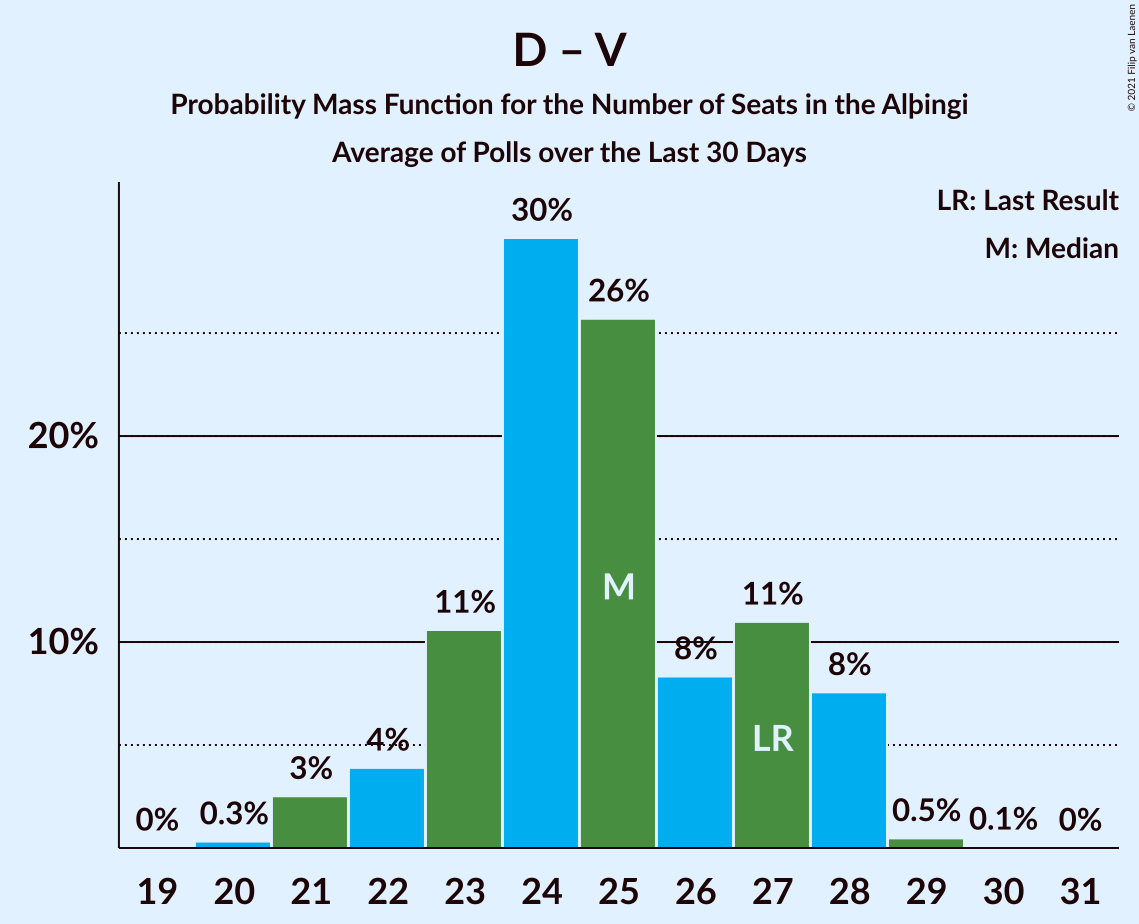 D – V
Probability Mass Function for the Number of Seats in the Alþingi
Average of Polls over the Last 30 Days
© 2021 Filip van Laenen
LR: Last Result
M: Median
30%
26%
20%
M
11%
11%
10%
8%
8%
LR
4%
3%
0%
0.3%
0.5%
0.1%
0%
19 20 21 22 23 24 25 26 27 28 29 30 31